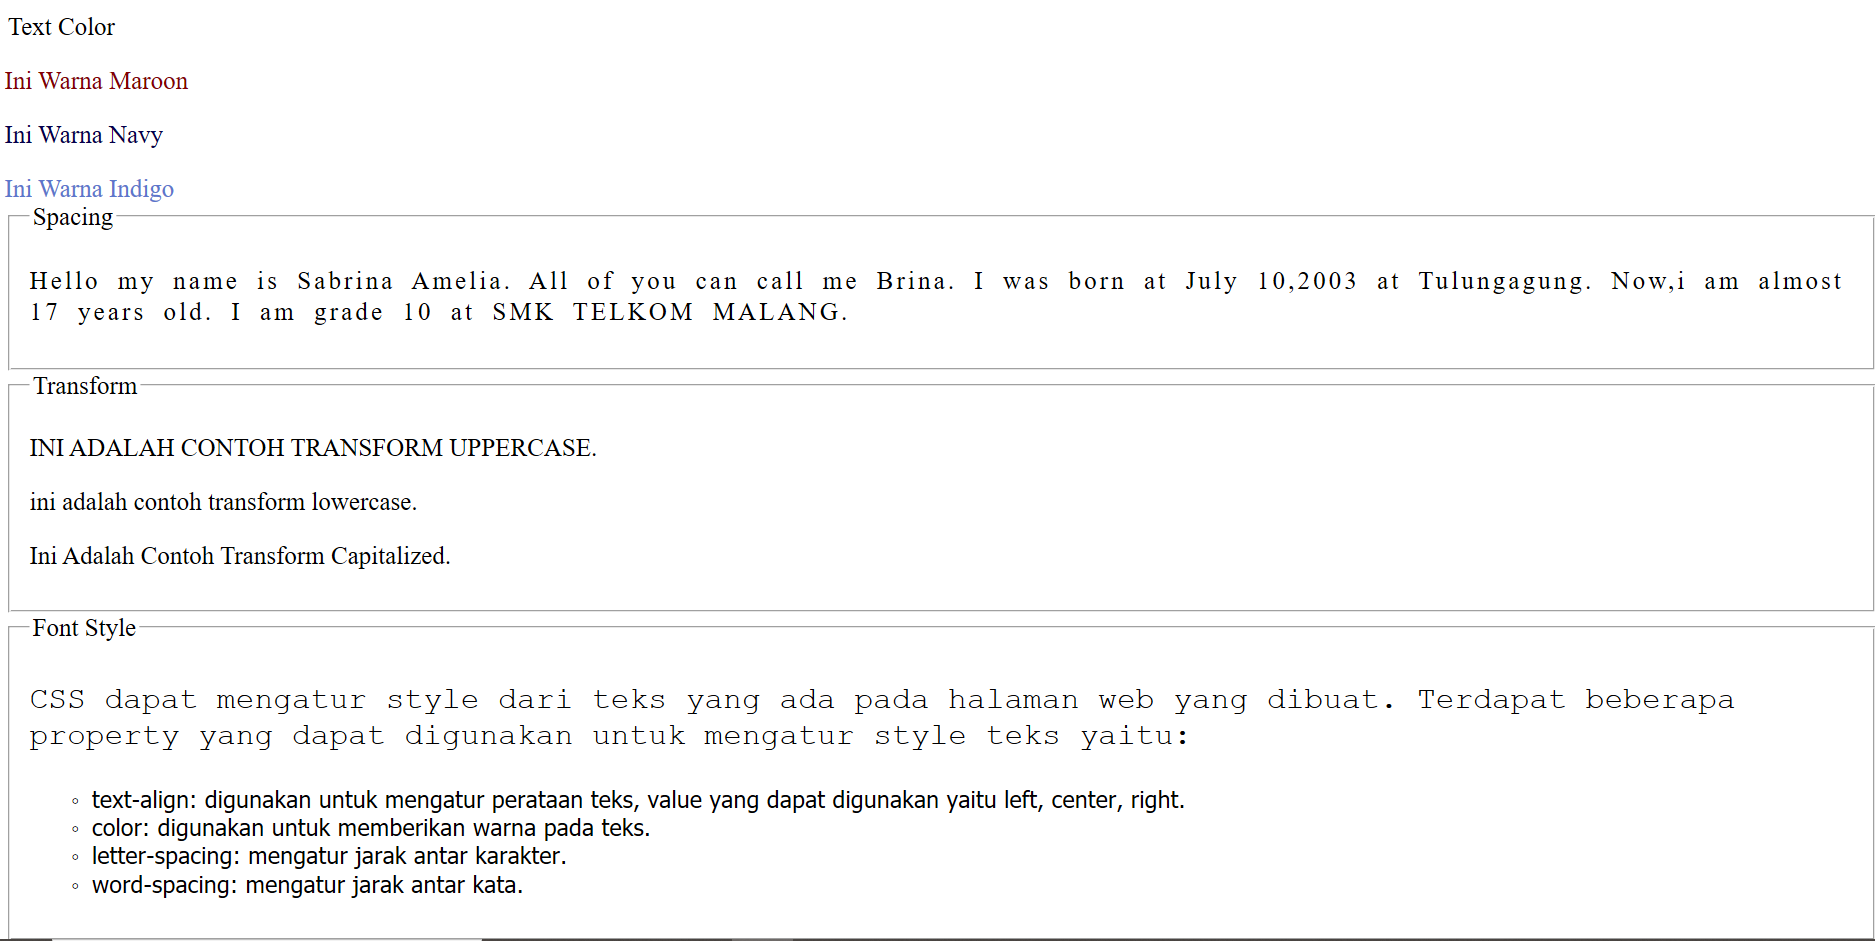 Text Color
Ini Warna Maroon
Ini Warna Navy
Ini Warna Indigo
Spacing
Hello my name is Sabrina Amelia. All of you can call me Brina. I was born at July 10,2003 at Tulungagung. Now,i am almost
17 years old. I am grade 10 at SMK TELKOM MALANG.
Transform
INI ADALAH CONTOH TRANSFORM UPPERCASE.
ini adalah contoh transform lowercase.
Ini Adalah Contoh Transform Capitalized.
Font Style
CSS dapat mengatur style dari teks yang ada pada halaman web yang dibuat. Terdapat beberapa
property yang dapat digunakan untuk mengatur style teks yaitu:
◦ text-align: digunakan untuk mengatur perataan teks, value yang dapat digunakan yaitu left, center, right.
◦ color: digunakan untuk memberikan warna pada teks.
◦ letter-spacing: mengatur jarak antar karakter.
◦ word-spacing: mengatur jarak antar kata.